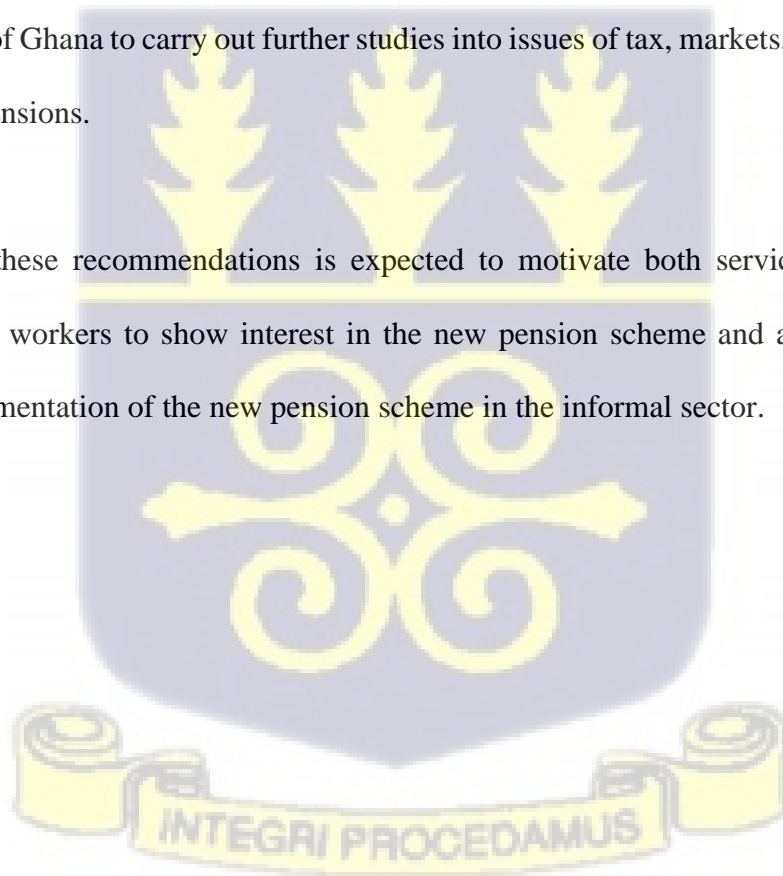 of Ghana to carry out further studies into issues of tax, markets,
ensions.
these recommendations is expected to motivate both servic
workers to show interest in the new pension scheme and a
mentation of the new pension scheme in the informal sector.
INTEGRI PROCEDAMUS